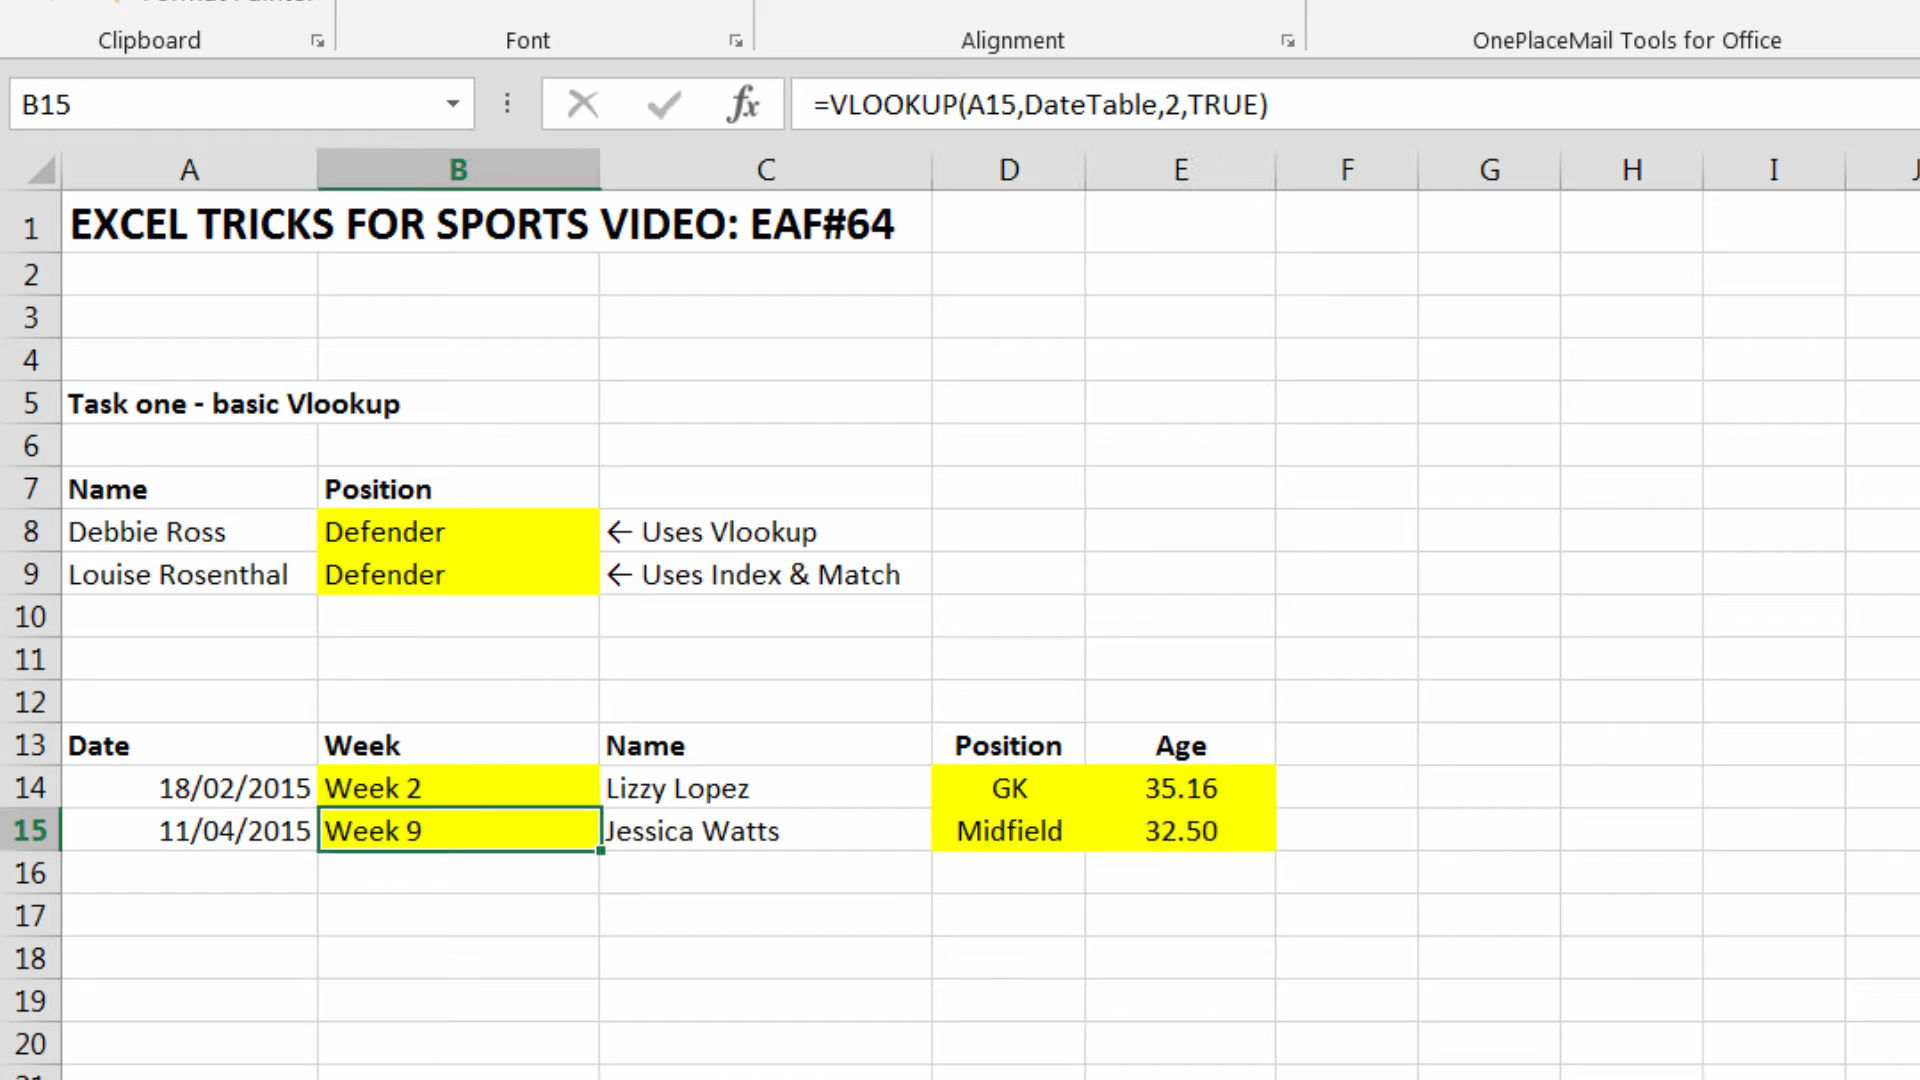 Clipboard Font Alignment OnePlaceMail Tools for Office
B15 fx =VLOOKUP(A15,DateTable,2,TRUE)
A B C D E F G H I J
1 EXCEL TRICKS FOR SPORTS VIDEO: EAF#64
2
3
4
5 Task one - basic Vlookup
6
7 Name Position
8 Debbie Ross Defender ← Uses Vlookup
9 Louise Rosenthal Defender ← Uses Index & Match
10
11
12
13 Date Week Name Position Age
14 18/02/2015 Week 2 Lizzy Lopez GK 35.16
15 11/04/2015 Week 9 Jessica Watts Midfield 32.50
16
17
18
19
20